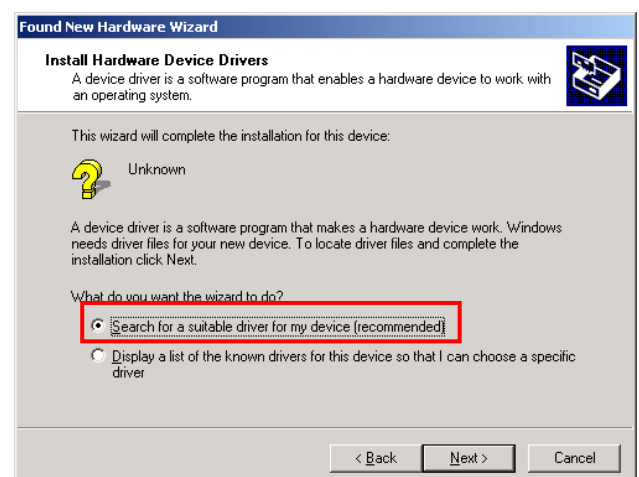 Found New Hardware Wizard
Install Hardware Device Drivers
A device driver is a software program that enables a hardware device to work with
an operating system.
This wizard will complete the installation for this device:
Unknown
A device driver is a software program that makes a hardware device work. Windows
needs driver files for your new device. To locate driver files and complete the
installation click Next.
What do you want the wizard to do?
Search for a suitable driver for my device (recommended)
Display a list of the known drivers for this device so that I can choose a specific
driver
< Back Next > Cancel